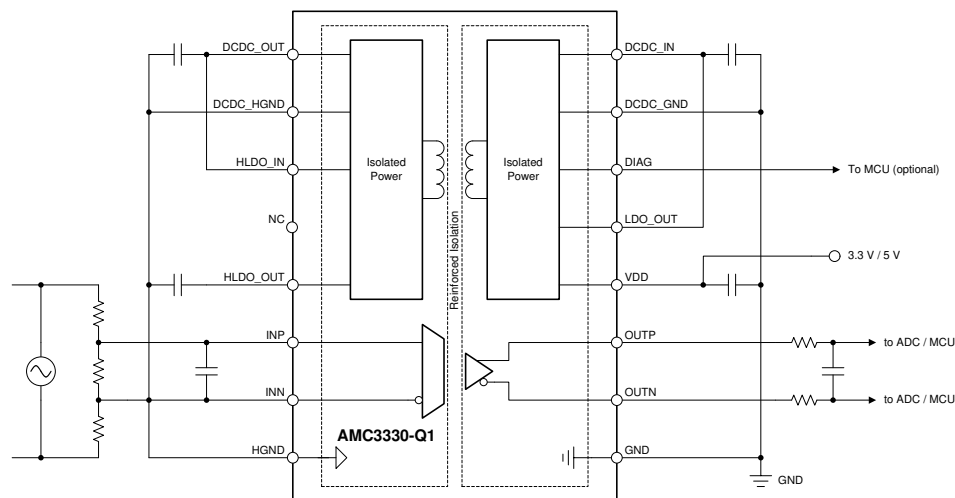 DCDC_OUT
DCDC_HGND
HLDO_IN
NC
HLDO_OUT
INP
INN
HGND
Isolated
Power
Reinforced Isolation
Isolated
Power
AMC3330-Q1
DCDC_IN
DCDC_GND
DIAG
To MCU (optional)
LDO_OUT
VDD
3.3 V / 5 V
OUTP
to ADC / MCU
OUTN
to ADC / MCU
GND
GND